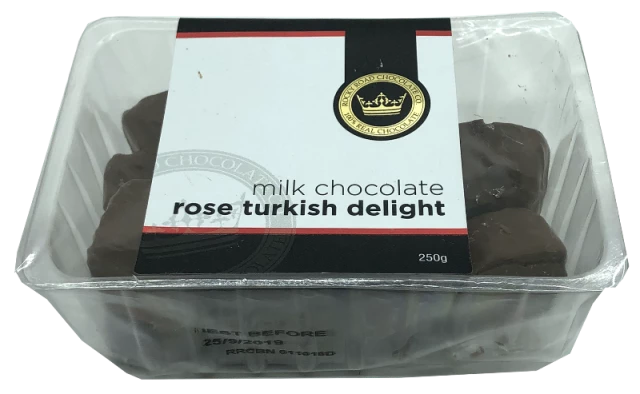 ROCKY ROAD CHOCOLATE CO.
100% REAL CHOCOLATE
milk chocolate
rose turkish delight
250g
BEST BEFORE
25/9/2019